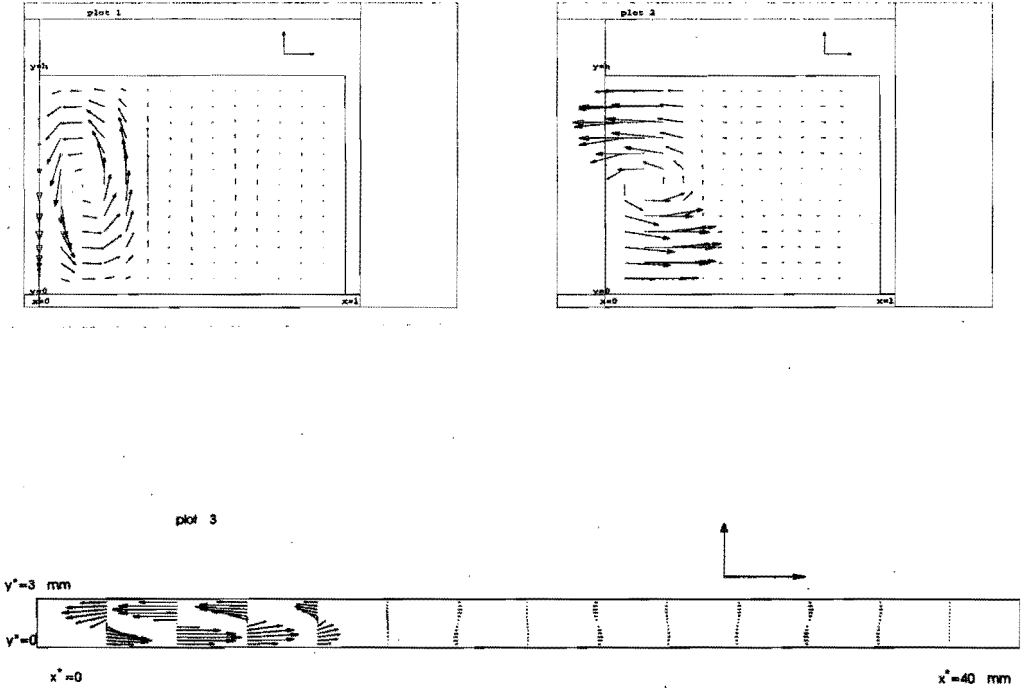 plot 1
y=h
y=0
x=0
x=1
plot 2
y=h
y=0
x=0
x=1
plot 3
y*=3 mm
y*=0
x*=0
x*=40 mm